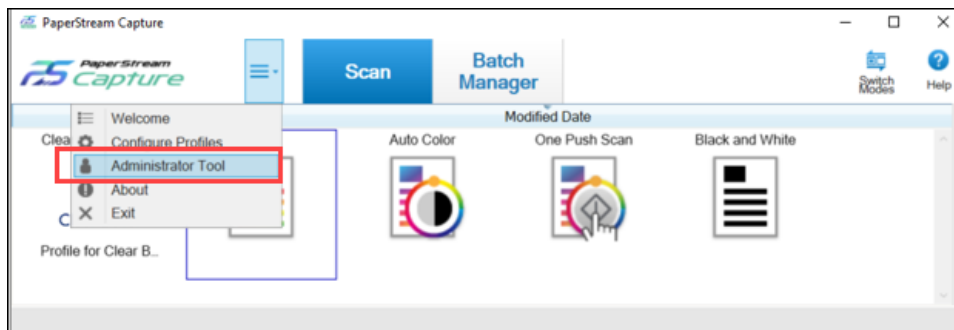 PaperStream Capture
PaperStream
Capture
Scan
Batch
Manager
Switch
Modes
Help
Modified Date
Welcome
Configure Profiles
Administrator Tool
About
Exit
Clea
Auto Color
One Push Scan
Black and White
C
Profile for Clear B...